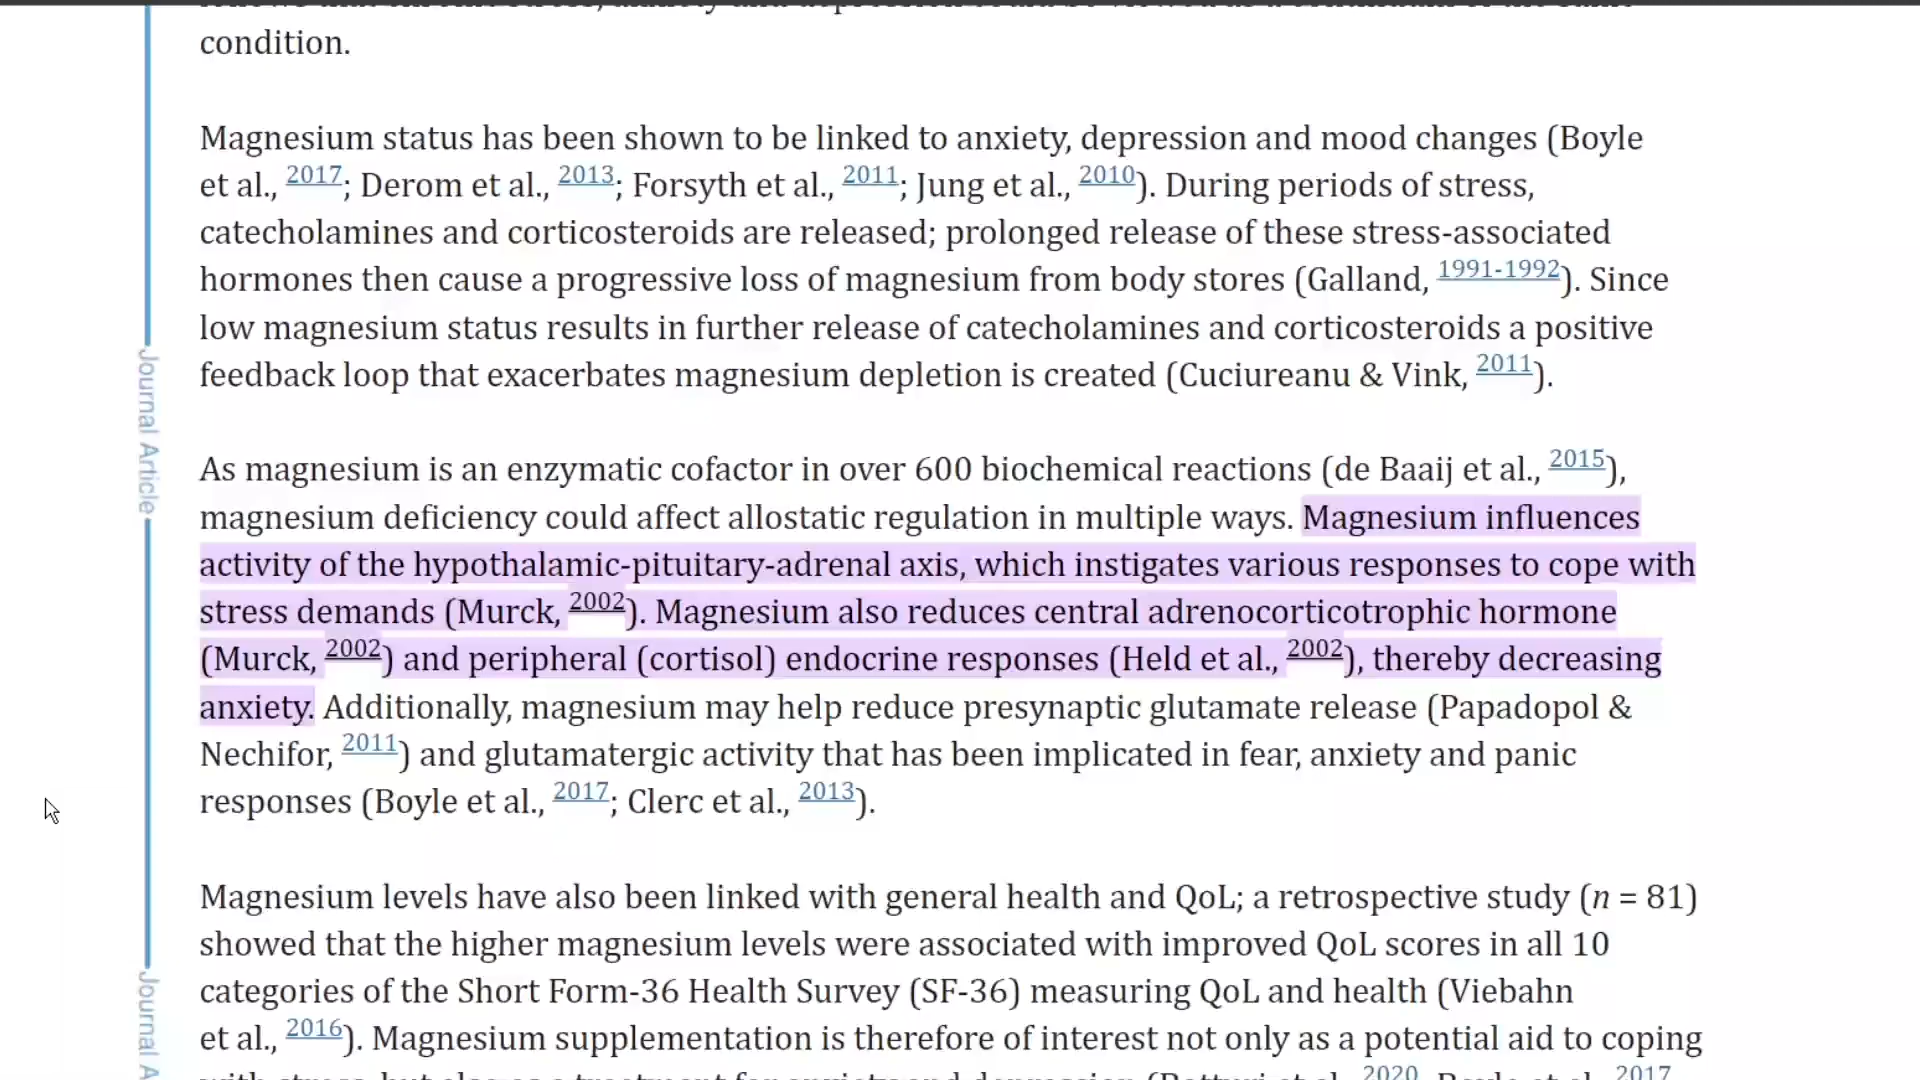 condition.
Magnesium status has been shown to be linked to anxiety, depression and mood changes (Boyle
et al., 2017; Derom et al., 2013; Forsyth et al., 2011; Jung et al., 2010). During periods of stress,
catecholamines and corticosteroids are released; prolonged release of these stress-associated
hormones then cause a progressive loss of magnesium from body stores (Galland, 1991-1992). Since
low magnesium status results in further release of catecholamines and corticosteroids a positive
feedback loop that exacerbates magnesium depletion is created (Cuciureanu & Vink, 2011).
As magnesium is an enzymatic cofactor in over 600 biochemical reactions (de Baaij et al., 2015),
magnesium deficiency could affect allostatic regulation in multiple ways. Magnesium influences
activity of the hypothalamic-pituitary-adrenal axis, which instigates various responses to cope with
stress demands (Murck, 2002). Magnesium also reduces central adrenocorticotrophic hormone
(Murck, 2002) and peripheral (cortisol) endocrine responses (Held et al., 2002), thereby decreasing
anxiety. Additionally, magnesium may help reduce presynaptic glutamate release (Papadopol &
Nechifor, 2011) and glutamatergic activity that has been implicated in fear, anxiety and panic
responses (Boyle et al., 2017; Clerc et al., 2013).
Magnesium levels have also been linked with general health and QoL; a retrospective study (n = 81)
showed that the higher magnesium levels were associated with improved QoL scores in all 10
categories of the Short Form-36 Health Survey (SF-36) measuring QoL and health (Viebahn
et al., 2016). Magnesium supplementation is therefore of interest not only as a potential aid to coping
Journal Article
Journal A